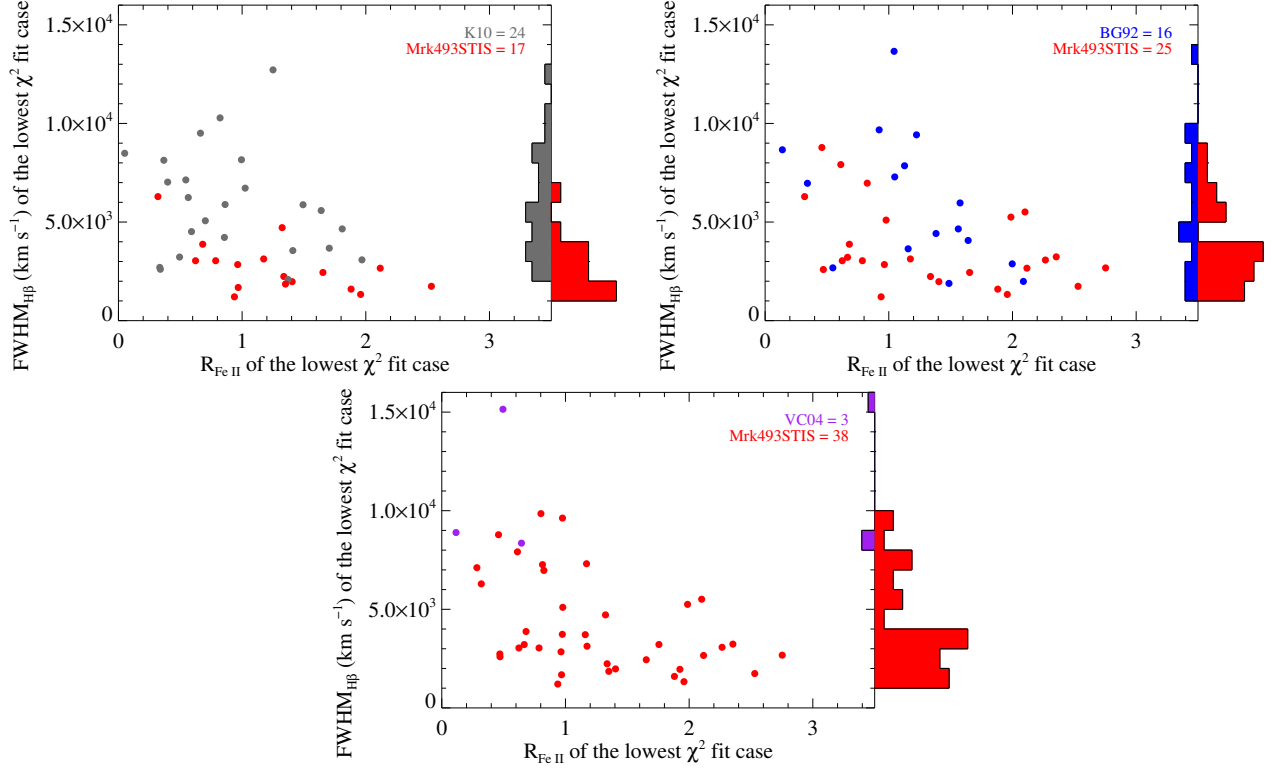 K10 = 24
Mrk493STIS = 17
FWHM_Hβ (km s⁻¹) of the lowest χ² fit case
1.5×10⁴
1.0×10⁴
5.0×10³
0
0 1 2 3
R_Fe II of the lowest χ² fit case
BG92 = 16
Mrk493STIS = 25
FWHM_Hβ (km s⁻¹) of the lowest χ² fit case
1.5×10⁴
1.0×10⁴
5.0×10³
0
0 1 2 3
R_Fe II of the lowest χ² fit case
VC04 = 3
Mrk493STIS = 38
FWHM_Hβ (km s⁻¹) of the lowest χ² fit case
1.5×10⁴
1.0×10⁴
5.0×10³
0
0 1 2 3
R_Fe II of the lowest χ² fit case